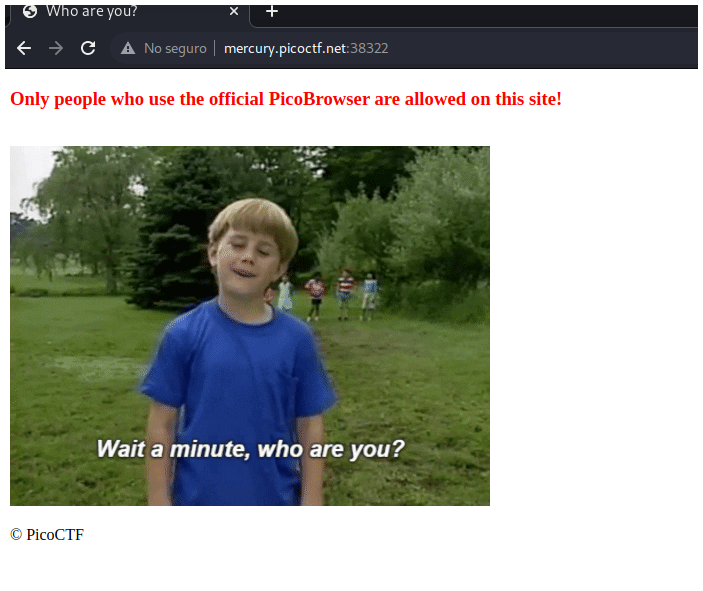 Who are you?
No seguro
mercury.picoctf.net:38322
Only people who use the official PicoBrowser are allowed on this site!
Wait a minute, who are you?
© PicoCTF